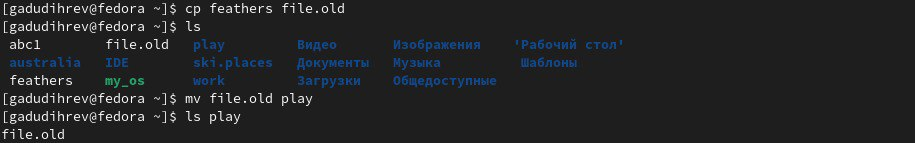 [gadudihrev@fedora ~]$ cp feathers file.old
[gadudihrev@fedora ~]$ ls
abc1 file.old play Видео Изображения 'Рабочий стол'
australia IDE ski.places Документы Музыка Шаблоны
feathers my_os work Загрузки Общедоступные
[gadudihrev@fedora ~]$ mv file.old play
[gadudihrev@fedora ~]$ ls play
file.old